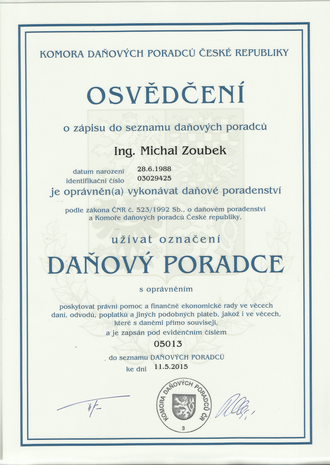 KOMORA DAŇOVÝCH PORADCŮ ČESKÉ REPUBLIKY
OSVĚDČENÍ
o zápisu do seznamu daňových poradců
Ing. Michal Zoubek
datum narození 28.6.1988
identifikační číslo 03029425
je oprávněn(a) vykonávat daňové poradenství
podle zákona ČNR č. 523/1992 Sb., o daňovém poradenství
a Komoře daňových poradců České republiky,
užívat označení
DAŇOVÝ PORADCE
s oprávněním
poskytovat právní pomoc a finančně ekonomické rady ve věcech
daní, odvodů, poplatků a jiných podobných plateb, jakož i ve věcech,
které s daněmi přímo souvisejí,
a je zapsán pod evidenčním číslem
05013
do seznamu DAŇOVÝCH PORADCŮ
ke dni 11.5.2015
KOMORA DAŇOVÝCH PORADCŮ ČR
3